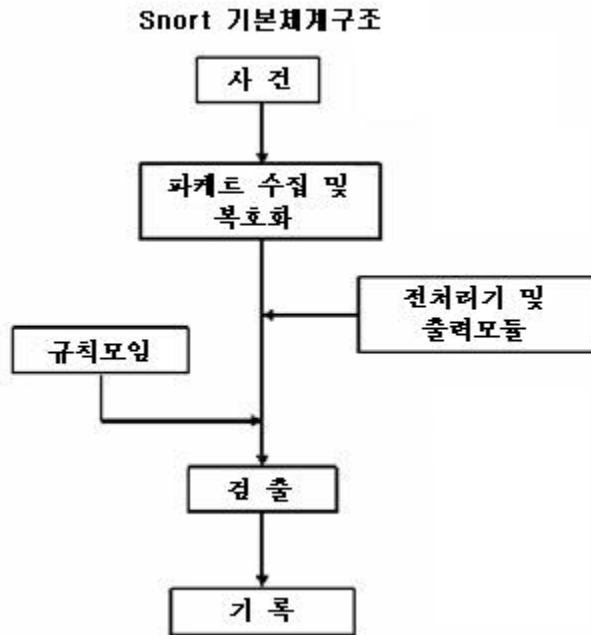 Snort 기본체계구조
사 건
파케트 수집 및
복호화
전처리기 및
출력모듈
규칙모임
검 출
기 록